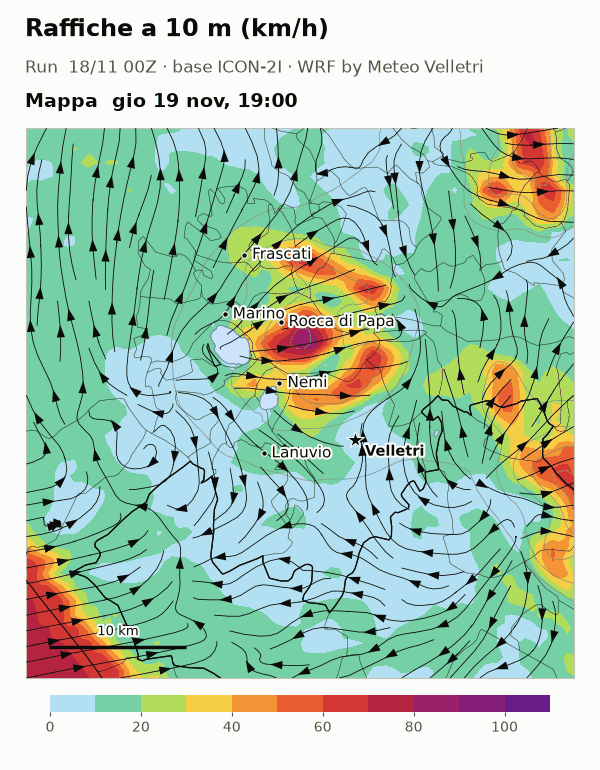 Raffiche a 10 m (km/h)
Run  18/11 00Z · base ICON-2I · WRF by Meteo Velletri
Mappa  gio 19 nov, 19:00
Frascati
Marino
Rocca di Papa
Nemi
Velletri
Lanuvio
10 km
0 20 40 60 80 100